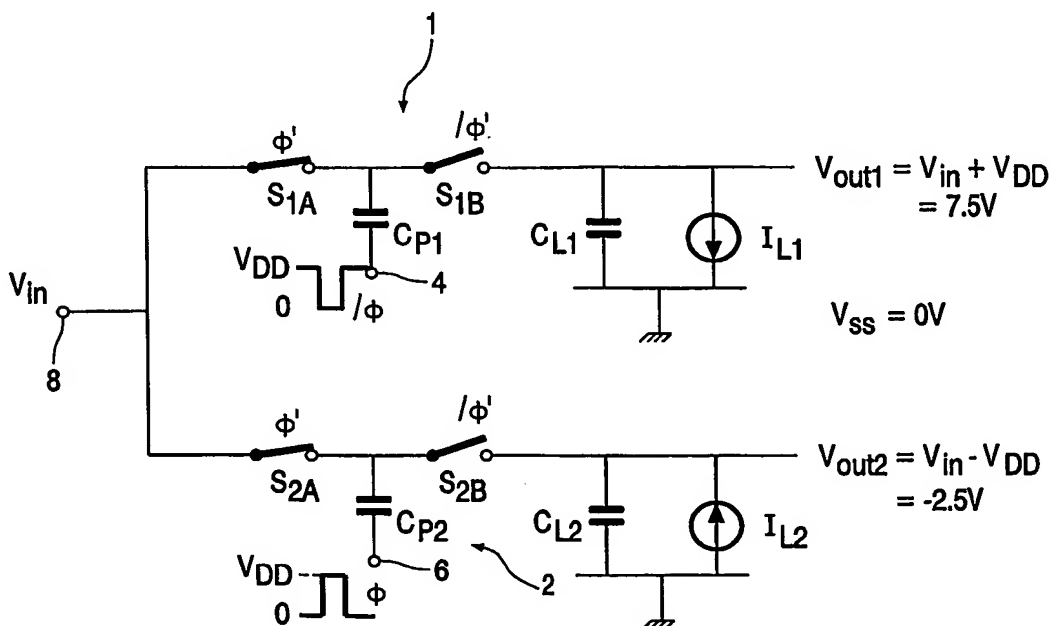 1
ϕ'
/ϕ'
S1A
S1B
Vout1 = Vin + VDD
= 7.5V
CP1
CL1
IL1
VDD
4
0
/ϕ
Vin
8
VSS = 0V
ϕ'
/ϕ'
S2A
S2B
Vout2 = Vin - VDD
= -2.5V
CP2
CL2
IL2
VDD
6
ϕ
2
0